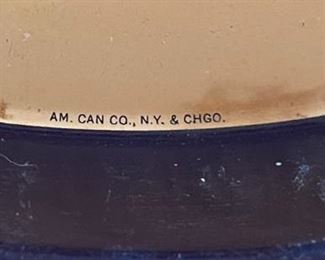 AM. CAN CO., N.Y. & CHGO.